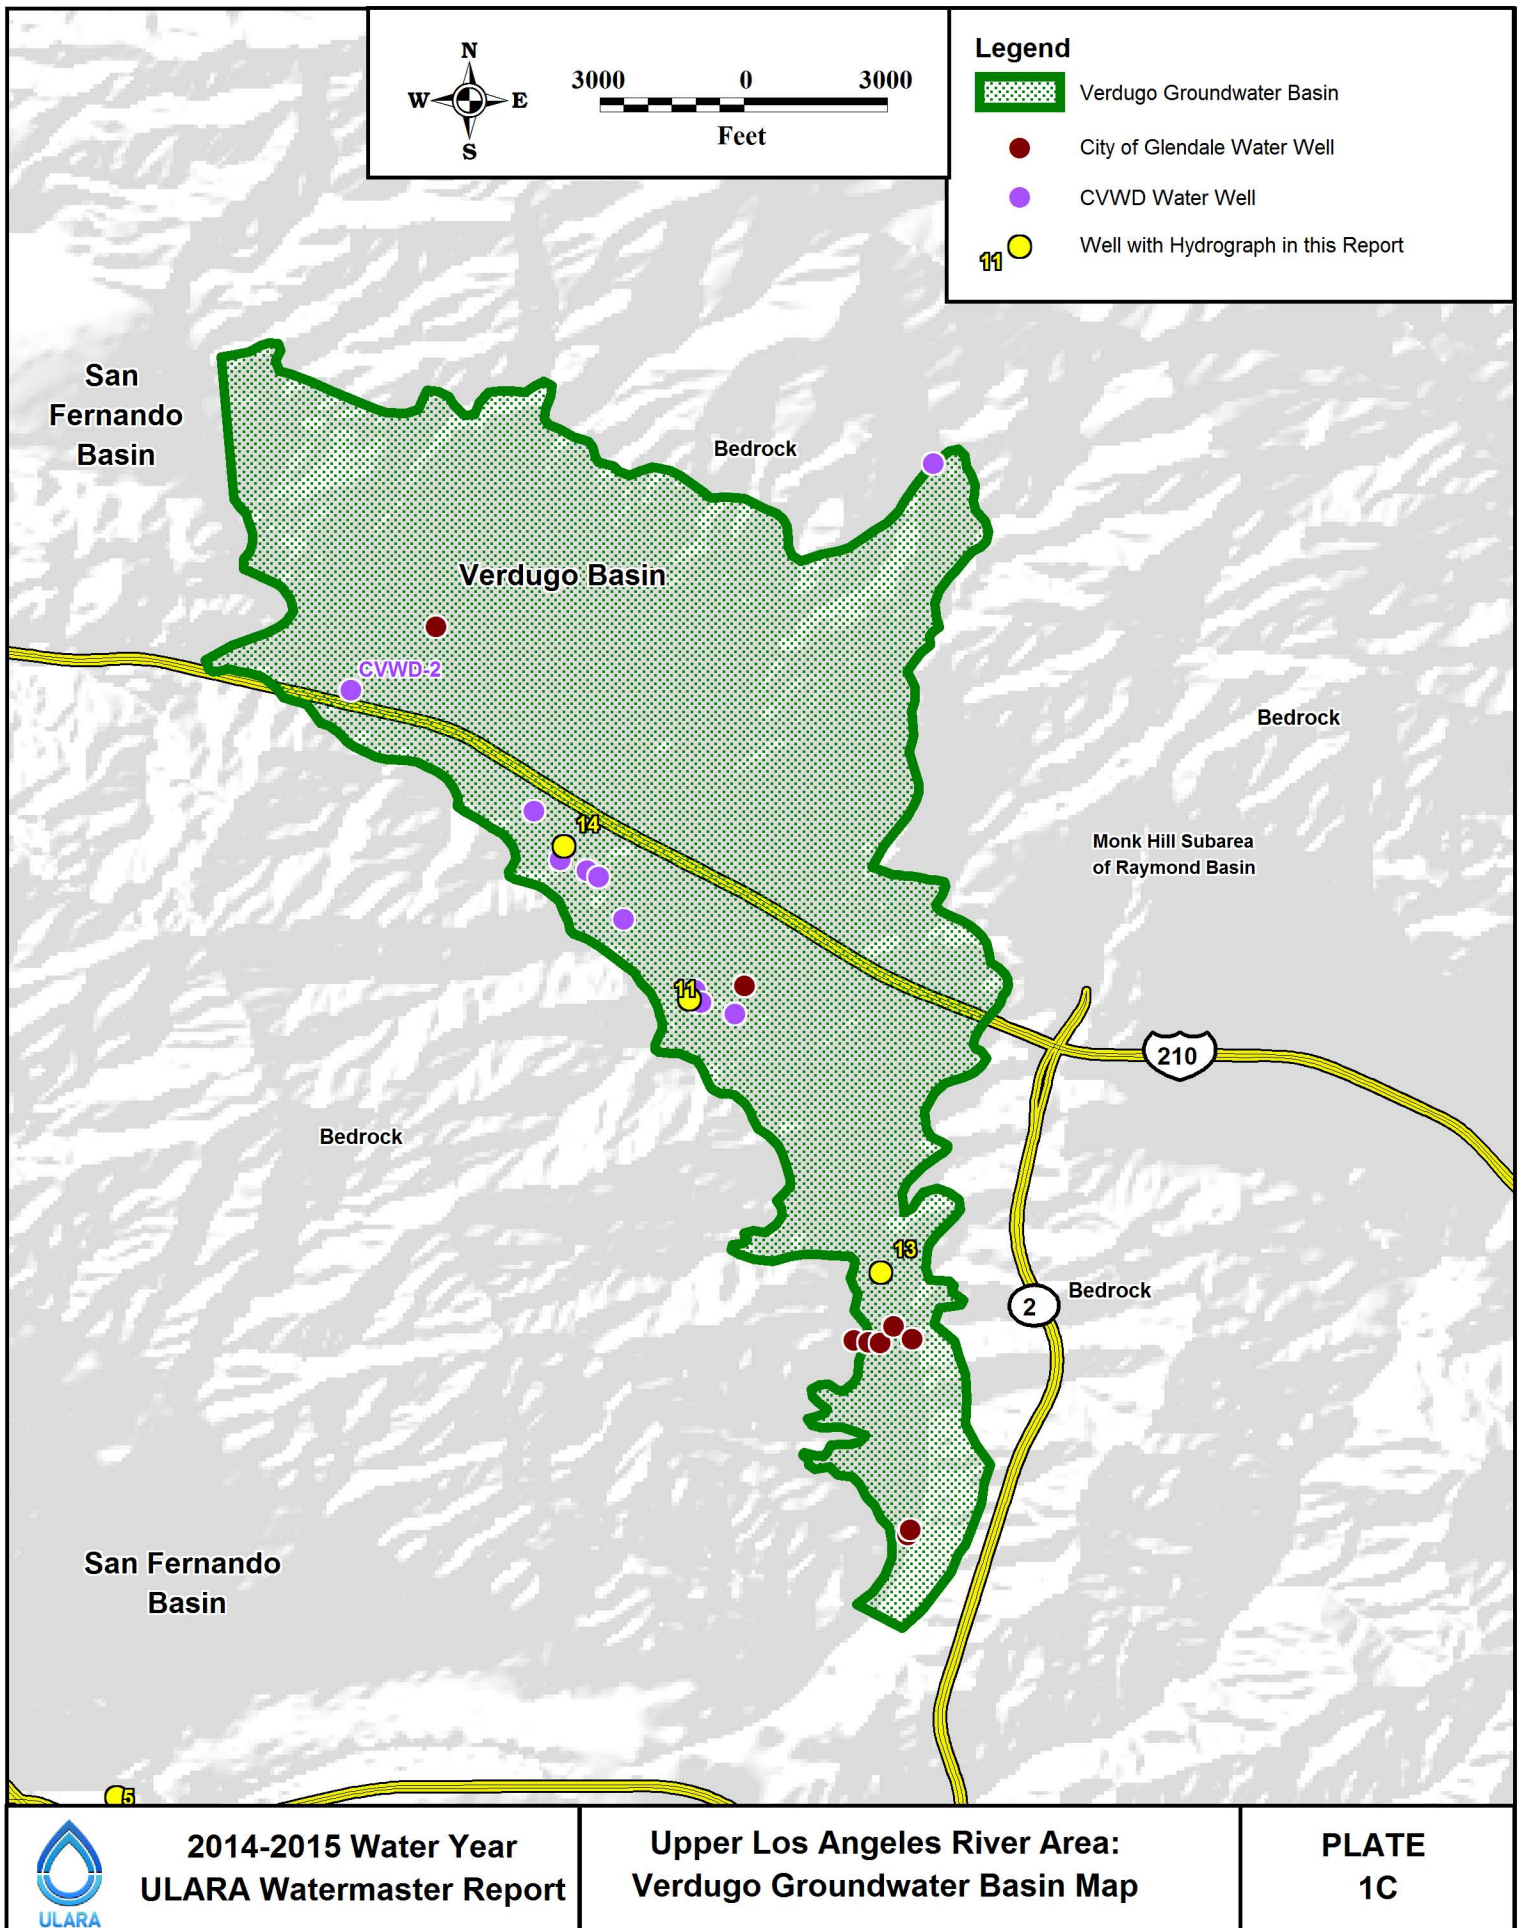 N
W
E
S
3000 0 3000
Feet
Legend
Verdugo Groundwater Basin
City of Glendale Water Well
CVWD Water Well
11
Well with Hydrograph in this Report
San
Fernando
Basin
Bedrock
Verdugo Basin
CVWD-2
Bedrock
14
Monk Hill Subarea
of Raymond Basin
11
210
Bedrock
13
Bedrock
2
San Fernando
Basin
5
ULARA
2014-2015 Water Year
ULARA Watermaster Report
Upper Los Angeles River Area:
Verdugo Groundwater Basin Map
PLATE
1C